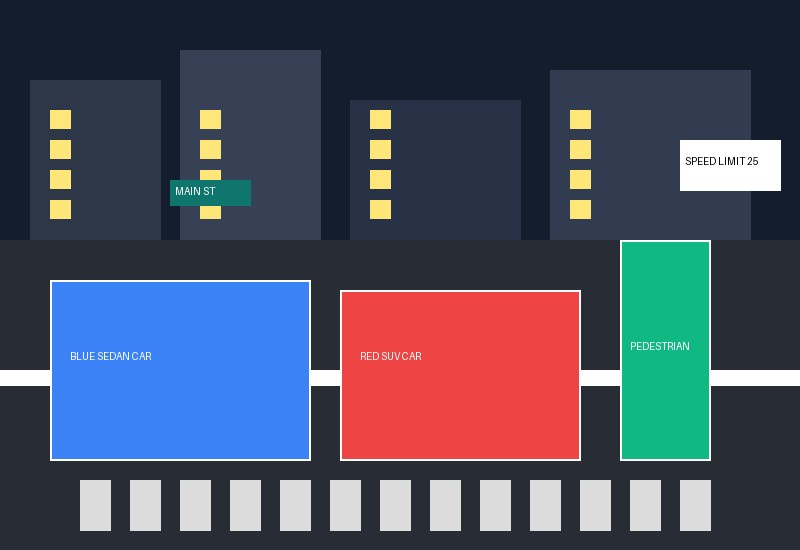 SPEED LIMIT 25
MAIN ST
PEDESTRIAN
BLUE SEDAN CAR
RED SUV CAR